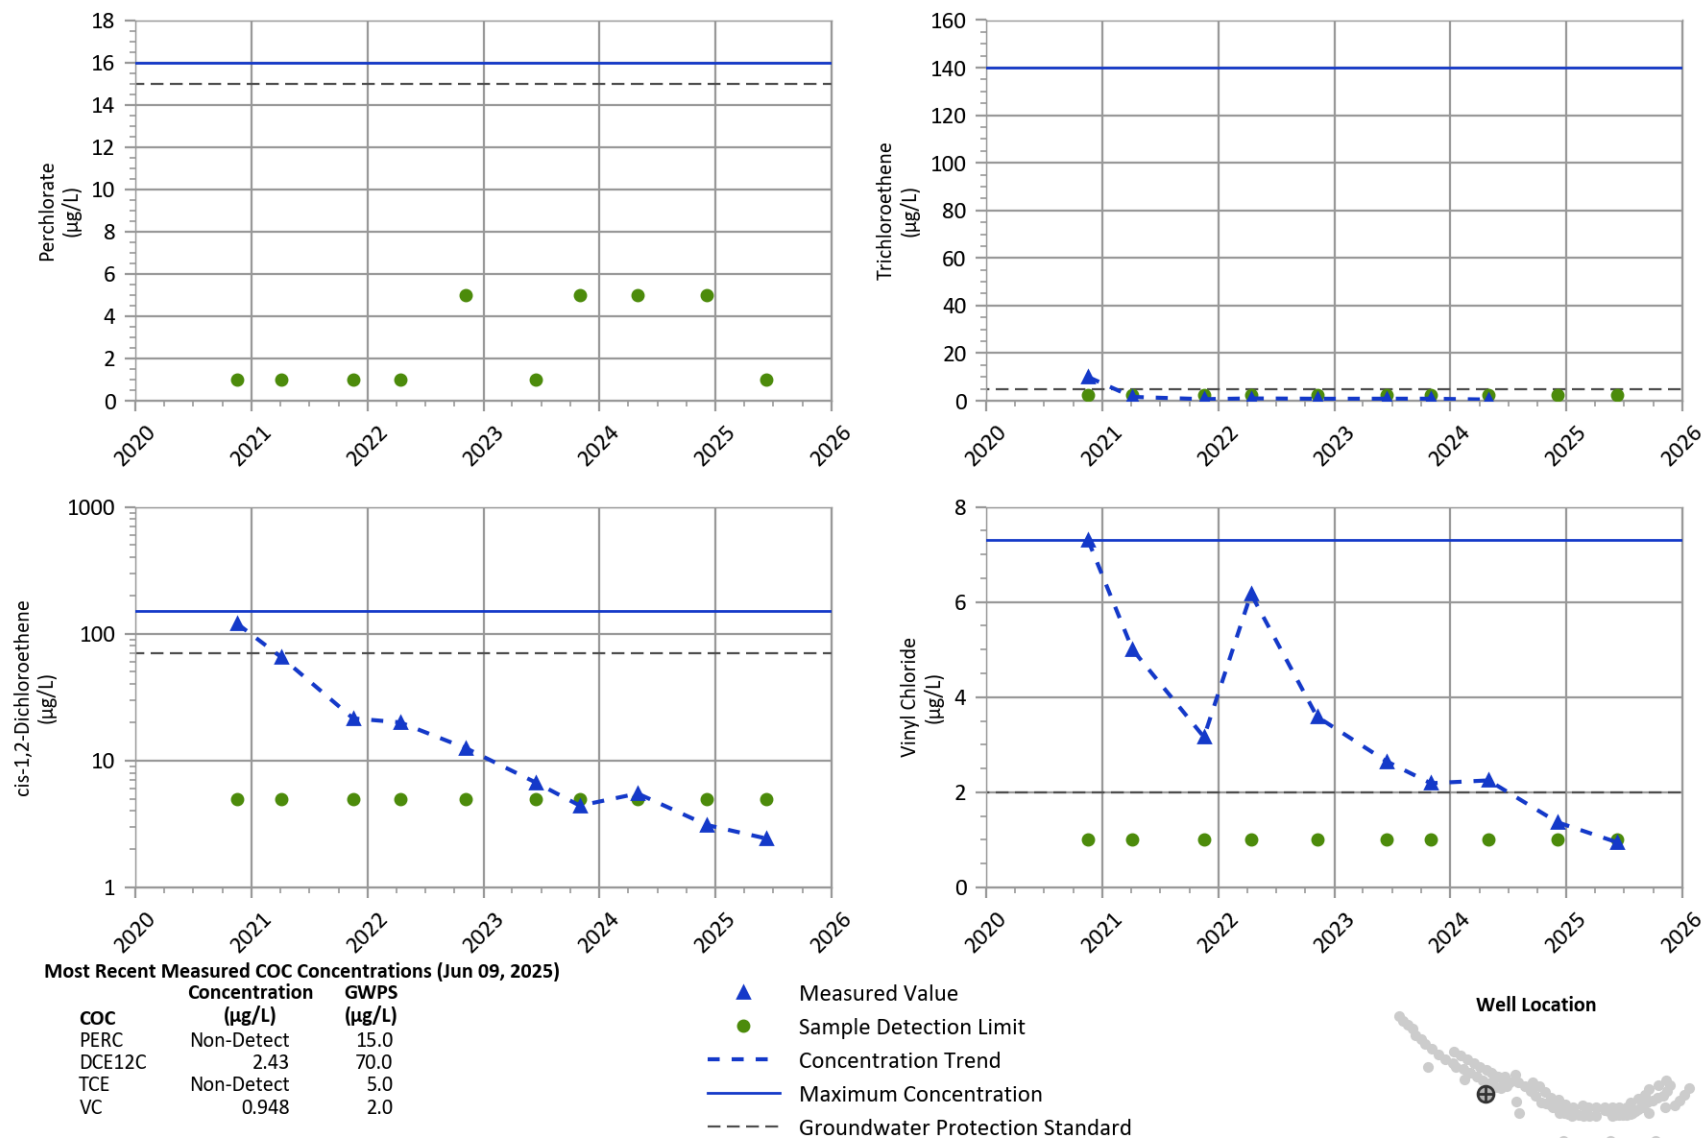 18
16
14
12
10
8
6
4
2
0
Perchlorate
(µg/L)
2020
2021
2022
2023
2024
2025
2026
160
140
120
100
80
60
40
20
0
Trichloroethene
(µg/L)
2020
2021
2022
2023
2024
2025
2026
1000
100
10
1
cis-1,2-Dichloroethene
(µg/L)
2020
2021
2022
2023
2024
2025
2026
8
6
4
2
0
Vinyl Chloride
(µg/L)
2020
2021
2022
2023
2024
2025
2026
Most Recent Measured COC Concentrations (Jun 09, 2025)
COC Concentration (µg/L) GWPS (µg/L)
PERC Non-Detect 15.0
DCE12C 2.43 70.0
TCE Non-Detect 5.0
VC 0.948 2.0
Measured Value
Sample Detection Limit
Concentration Trend
Maximum Concentration
Groundwater Protection Standard
Well Location